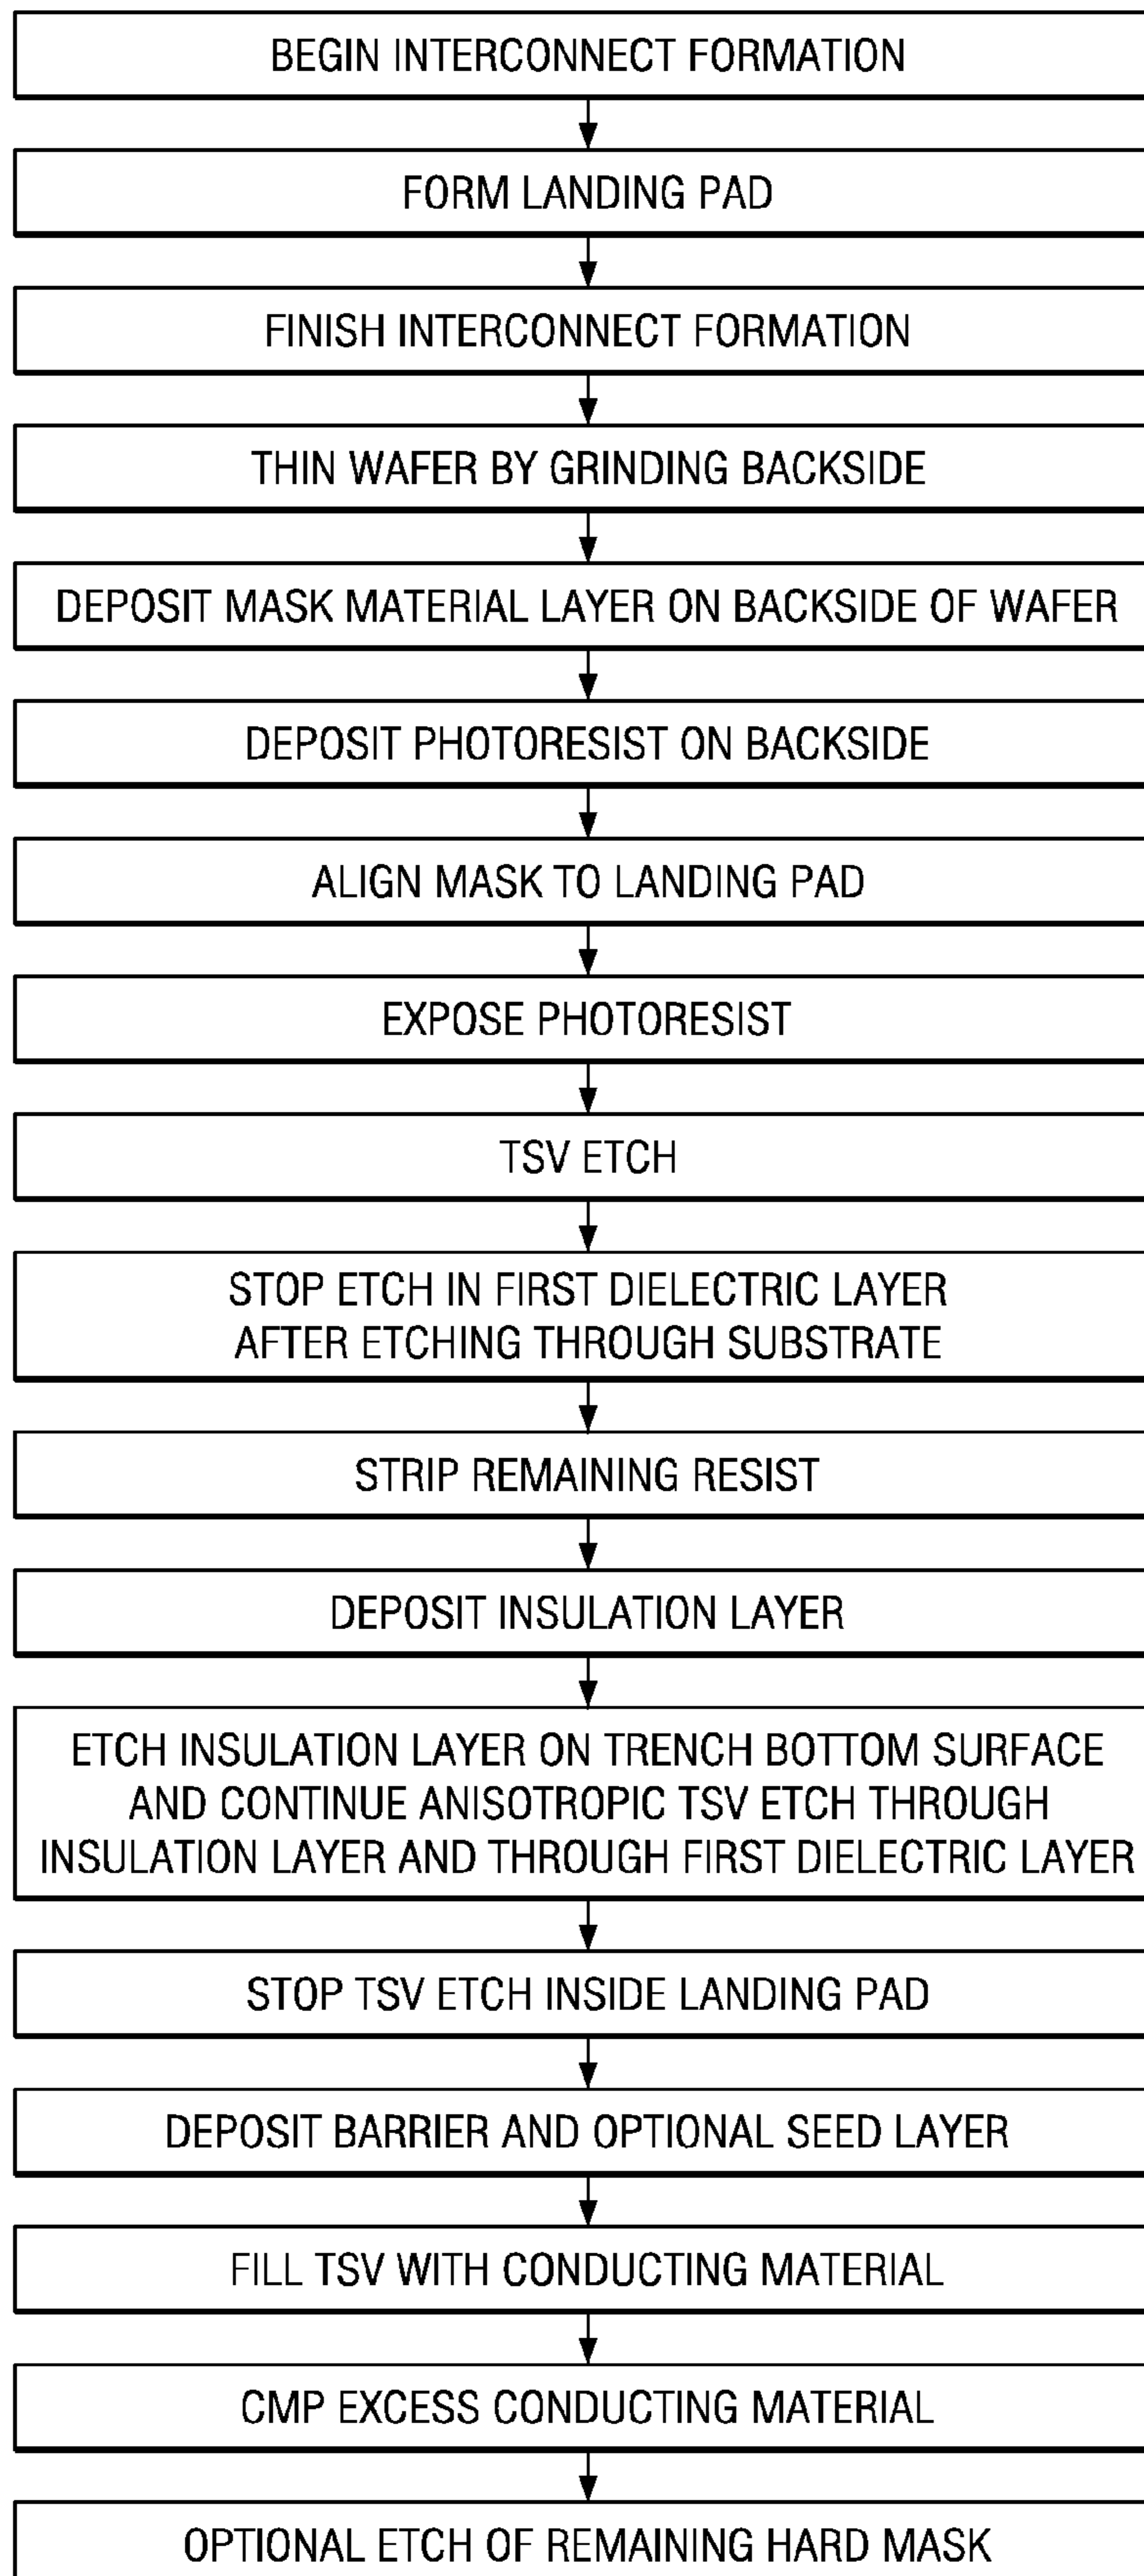 BEGIN INTERCONNECT FORMATION
FORM LANDING PAD
FINISH INTERCONNECT FORMATION
THIN WAFER BY GRINDING BACKSIDE
DEPOSIT MASK MATERIAL LAYER ON BACKSIDE OF WAFER
DEPOSIT PHOTORESIST ON BACKSIDE
ALIGN MASK TO LANDING PAD
EXPOSE PHOTORESIST
TSV ETCH
STOP ETCH IN FIRST DIELECTRIC LAYER
AFTER ETCHING THROUGH SUBSTRATE
STRIP REMAINING RESIST
DEPOSIT INSULATION LAYER
ETCH INSULATION LAYER ON TRENCH BOTTOM SURFACE
AND CONTINUE ANISOTROPIC TSV ETCH THROUGH
INSULATION LAYER AND THROUGH FIRST DIELECTRIC LAYER
STOP TSV ETCH INSIDE LANDING PAD
DEPOSIT BARRIER AND OPTIONAL SEED LAYER
FILL TSV WITH CONDUCTING MATERIAL
CMP EXCESS CONDUCTING MATERIAL
OPTIONAL ETCH OF REMAINING HARD MASK